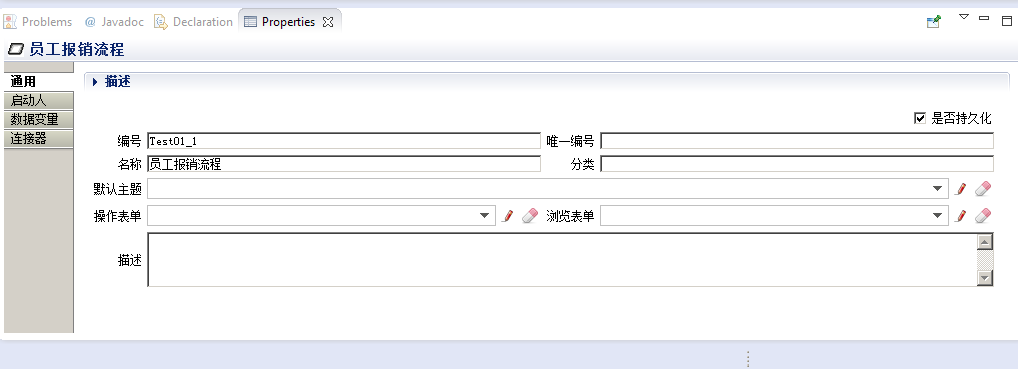 Problems @ Javadoc Declaration Properties
员工报销流程
通用
描述
启动人
数据变量
连接器
是否持久化
编号 Test01_1 唯一编号
名称 员工报销流程 分类
默认主题
操作表单 浏览表单
描述